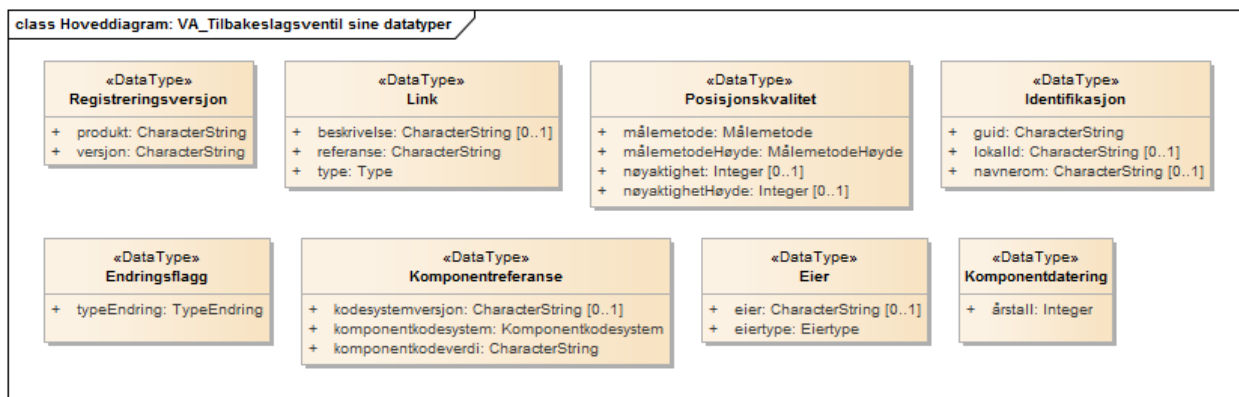 class Hoveddiagram: VA_Tilbakeslagsventil sine datatyper
«DataType»
Registreringsversjon
+ produkt: CharacterString
+ versjon: CharacterString
«DataType»
Link
+ beskrivelse: CharacterString [0..1]
+ referanse: CharacterString
+ type: Type
«DataType»
Posisjonskvalitet
+ målemetode: Målemetode
+ målemetodeHøyde: MålemetodeHøyde
+ nøyaktighet: Integer [0..1]
+ nøyaktighetHøyde: Integer [0..1]
«DataType»
Identifikasjon
+ guid: CharacterString
+ lokalId: CharacterString [0..1]
+ navnerom: CharacterString [0..1]
«DataType»
Endringsflagg
+ typeEndring: TypeEndring
«DataType»
Komponentreferanse
+ kodesystemversjon: CharacterString [0..1]
+ komponentkodesystem: Komponentkodesystem
+ komponentkodeverdi: CharacterString
«DataType»
Eier
+ eier: CharacterString [0..1]
+ eiertype: Eiertype
«DataType»
Komponentdatering
+ årstall: Integer